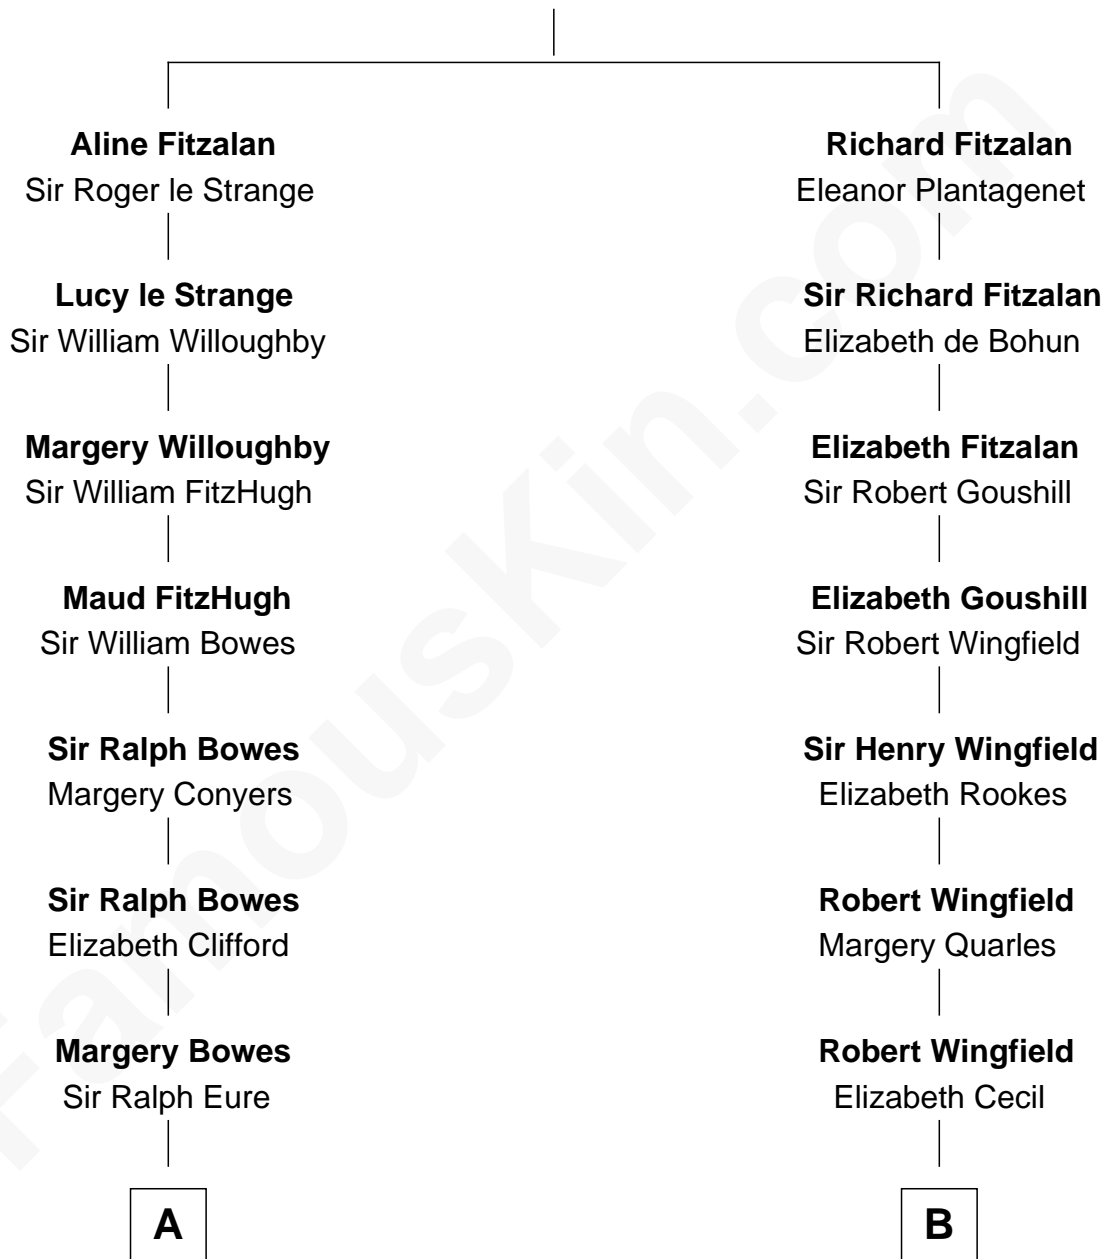 Aline Fitzalan
Sir Roger le Strange
Lucy le Strange
Sir William Willoughby
Margery Willoughby
Sir William FitzHugh
Maud FitzHugh
Sir William Bowes
Sir Ralph Bowes
Margery Conyers
Sir Ralph Bowes
Elizabeth Clifford
Margery Bowes
Sir Ralph Eure
A
Richard Fitzalan
Eleanor Plantagenet
Sir Richard Fitzalan
Elizabeth de Bohun
Elizabeth Fitzalan
Sir Robert Goushill
Elizabeth Goushill
Sir Robert Wingfield
Sir Henry Wingfield
Elizabeth Rookes
Robert Wingfield
Margery Quarles
Robert Wingfield
Elizabeth Cecil
B
FamousKin.com